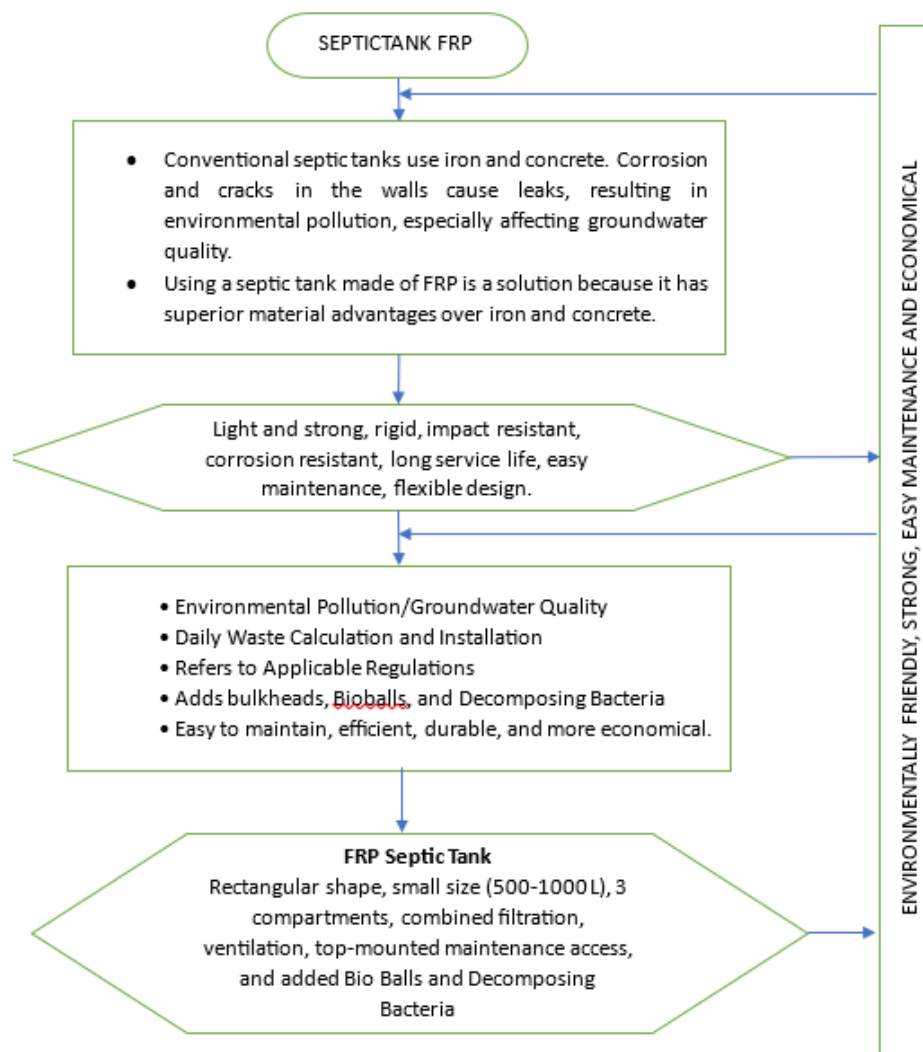 SEPTICTANK FRP
• Conventional septic tanks use iron and concrete. Corrosion
and cracks in the walls cause leaks, resulting in
environmental pollution, especially affecting groundwater
quality.
• Using a septic tank made of FRP is a solution because it has
superior material advantages over iron and concrete.
Light and strong, rigid, impact resistant,
corrosion resistant, long service life, easy
maintenance, flexible design.
• Environmental Pollution/Groundwater Quality
• Daily Waste Calculation and Installation
• Refers to Applicable Regulations
• Adds bulkheads, Bioballs, and Decomposing Bacteria
• Easy to maintain, efficient, durable, and more economical.
FRP Septic Tank
Rectangular shape, small size (500-1000 L), 3
compartments, combined filtration,
ventilation, top-mounted maintenance access,
and added Bio Balls and Decomposing
Bacteria
ENVIRONMENTALLY FRIENDLY, STRONG, EASY MAINTENANCE AND ECONOMICAL